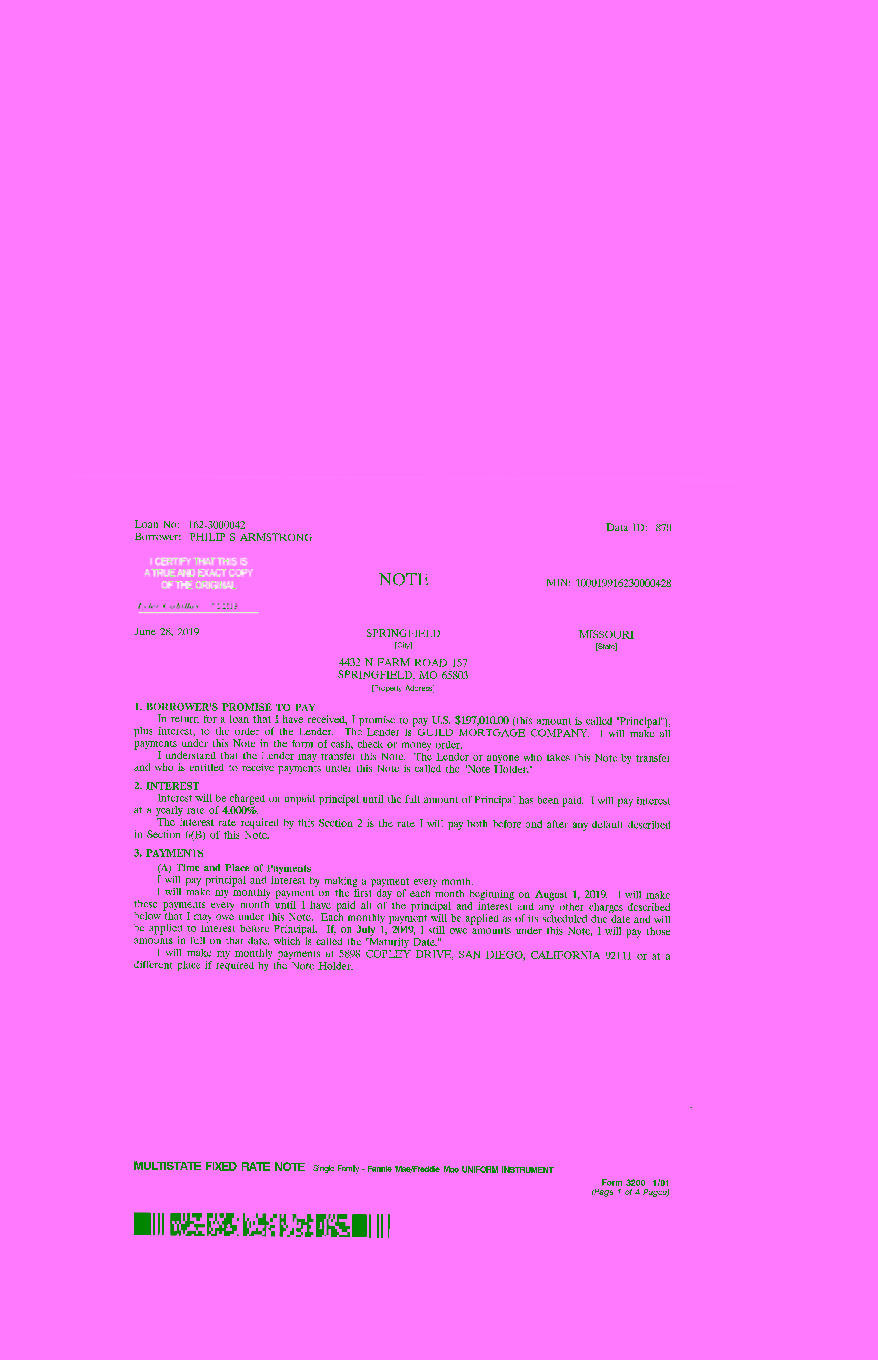 Loan No: 162-3000042
Data ID: 878
Borrower: PHILIP S ARMSTRONG
I CERTIFY THAT THIS IS
A TRUE AND EXACT COPY
OF THE ORIGINAL
NOTE
MIN: 100019916230000428
June 28, 2019
SPRINGFIELD
MISSOURI
[City]
[State]
4432 N FARM ROAD 157
SPRINGFIELD, MO 65803
[Property Address]
1. BORROWER'S PROMISE TO PAY
In return for a loan that I have received, I promise to pay U.S. $197,010.00 (this amount is called "Principal"),
plus interest, to the order of the Lender. The Lender is GUILD MORTGAGE COMPANY. I will make all
payments under this Note in the form of cash, check or money order.
I understand that the Lender may transfer this Note. The Lender or anyone who takes this Note by transfer
and who is entitled to receive payments under this Note is called the "Note Holder."
2. INTEREST
Interest will be charged on unpaid principal until the full amount of Principal has been paid. I will pay interest
at a yearly rate of 4.000%.
The interest rate required by this Section 2 is the rate I will pay both before and after any default described
in Section 6(B) of this Note.
3. PAYMENTS
(A) Time and Place of Payments
I will pay principal and interest by making a payment every month.
I will make my monthly payment on the first day of each month beginning on August 1, 2019. I will make
these payments every month until I have paid all of the principal and interest and any other charges described
below that I may owe under this Note. Each monthly payment will be applied as of its scheduled due date and will
be applied to interest before Principal. If, on July 1, 2049, I still owe amounts under this Note, I will pay those
amounts in full on that date, which is called the "Maturity Date."
I will make my monthly payments at 5898 COPLEY DRIVE, SAN DIEGO, CALIFORNIA 92111 or at a
different place if required by the Note Holder.
MULTISTATE FIXED RATE NOTE Single Family - Fannie Mae/Freddie Mac UNIFORM INSTRUMENT
Form 3200 1/01
(Page 1 of 4 Pages)